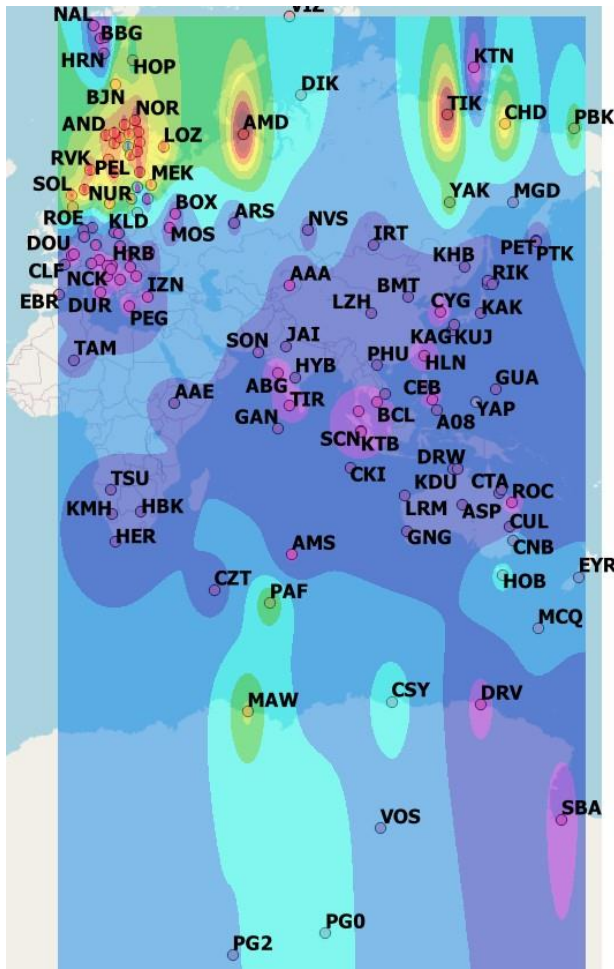 NAL
VIZ
BBG
HRN
HOP
KTN
BJN
DIK
NOR
AND
LOZ
AMD
TIK
CHD
PBK
RVK
PEL
MEK
SOL
NUR
BOX
YAK
MGD
ROE
KLD
MOS
ARS
NVS
IRT
PET
PTK
DOU
HRB
KHB
CLF
NCK
AAA
BMT
RIK
EBR
DUR
IZN
LZH
CYG
KAK
PEG
KAG
KUJ
TAM
SON
JAI
HLN
PHU
ABG
HYB
GUA
AAE
TIR
CEB
YAP
GAN
BCL
A08
SCN
KTB
DRW
CKI
KDU
CTA
TSU
ROC
KMH
HBK
LRM
ASP
HER
GNG
CUL
CNB
AMS
CZT
HOB
EYR
PAF
MCQ
MAW
CSY
DRV
SBA
VOS
PG0
PG2